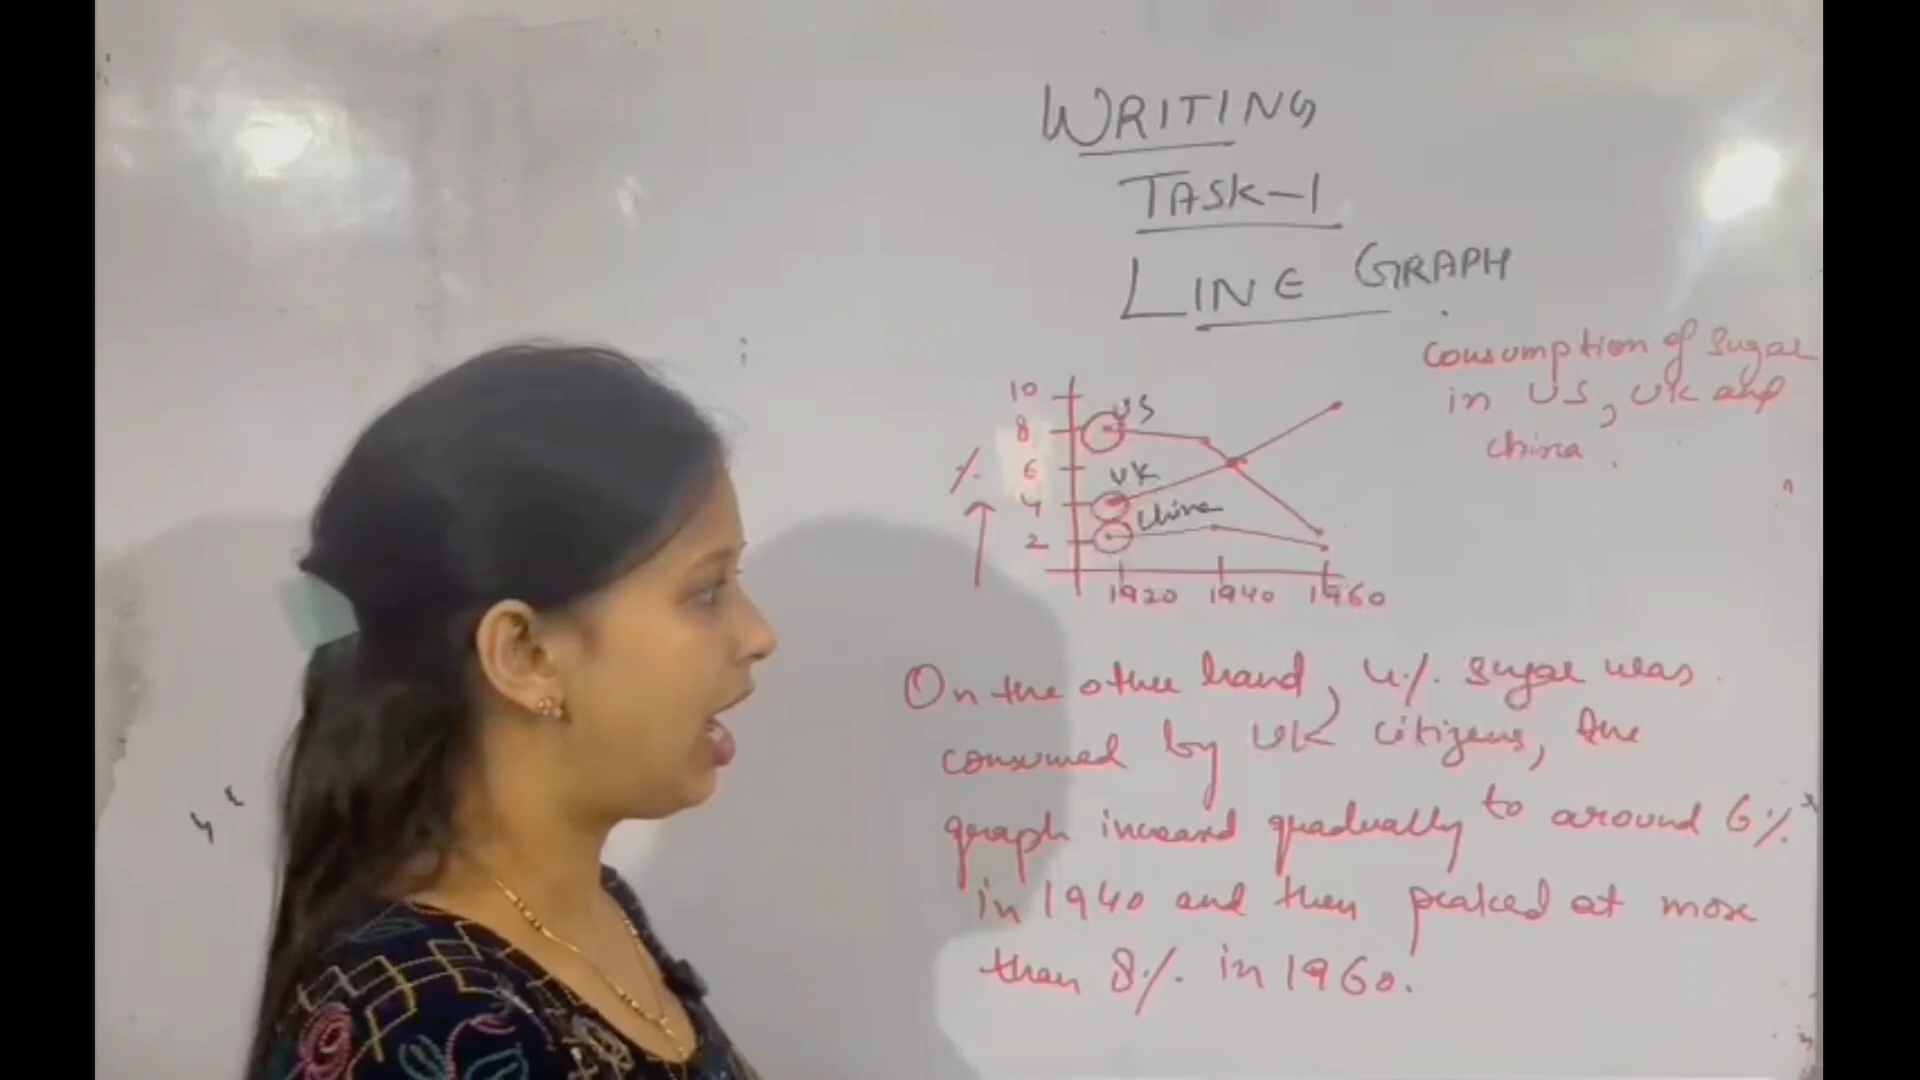 WRITING
TASK-1
LINE GRAPH
consumption of sugar
in US, UK and
china.
10
8
6
4
2
%
US
UK
china
1920 1940 1960
On the other hand, 4% sugar was
consumed by UK citizens, the
graph increased gradually to around 6%
in 1940 and then peaked at more
than 8% in 1960.